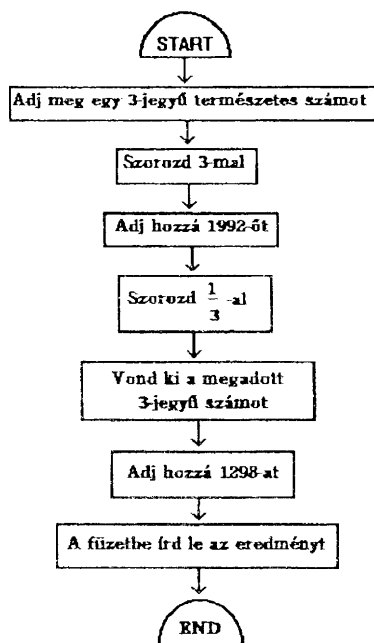 START
Adj meg egy 3-jegyű természetes számot
Szorozd 3-mal
Adj hozzá 1992-őt
Szorozd 1/3 -al
Vond ki a megadott
3-jegyű számot
Adj hozzá 1298-at
A füzetbe írd le az eredményt
END